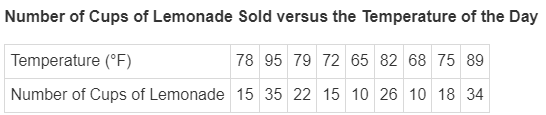 Number of Cups of Lemonade Sold versus the Temperature of the Day
Temperature (°F) 78 95 79 72 65 82 68 75 89
Number of Cups of Lemonade 15 35 22 15 10 26 10 18 34